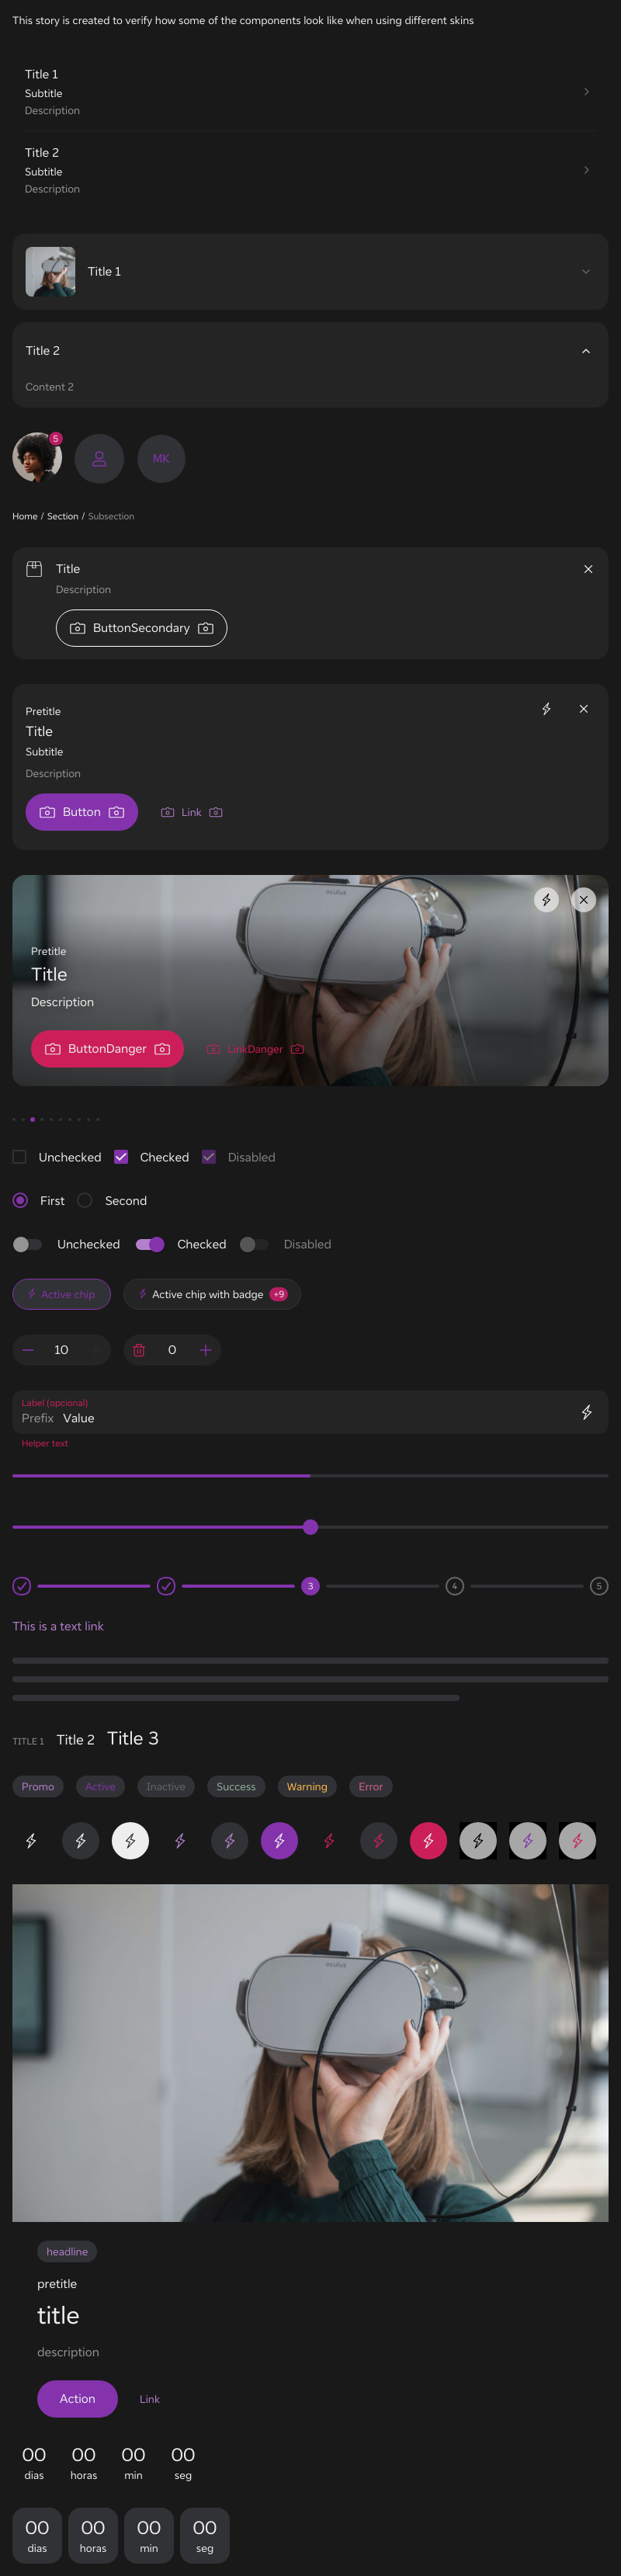 This story is created to verify how some of the components look like when using different skins
Title 1
Subtitle
Description
Title 2
Subtitle
Description
Title 1
Title 2
Content 2
5
MK
Home / Section / Subsection
Title
Description
ButtonSecondary
Pretitle
Title
Subtitle
Description
Button Link
oculus
Pretitle
Title
Description
ButtonDanger LinkDanger
Unchecked Checked Disabled
First Second
Unchecked Checked Disabled
Active chip Active chip with badge +9
10 0
Label (opcional)
Prefix Value
Helper text
3 4 5
This is a text link
TITLE 1 Title 2 Title 3
Promo Active Inactive Success Warning Error
oculus
headline
pretitle
title
description
Action Link
00 00 00 00
dias horas min seg
00 00 00 00
dias horas min seg